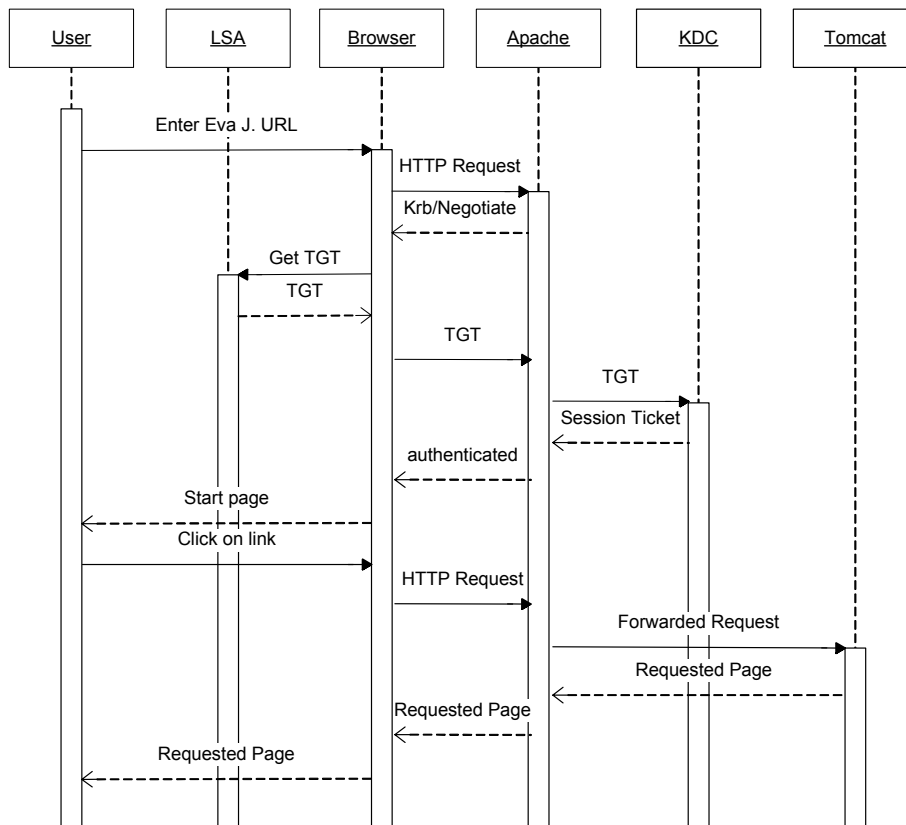 User
LSA
Browser
Apache
KDC
Tomcat
Enter Eva J. URL
HTTP Request
Krb/Negotiate
Get TGT
TGT
TGT
TGT
Session Ticket
authenticated
Start page
Click on link
HTTP Request
Forwarded Request
Requested Page
Requested Page
Requested Page